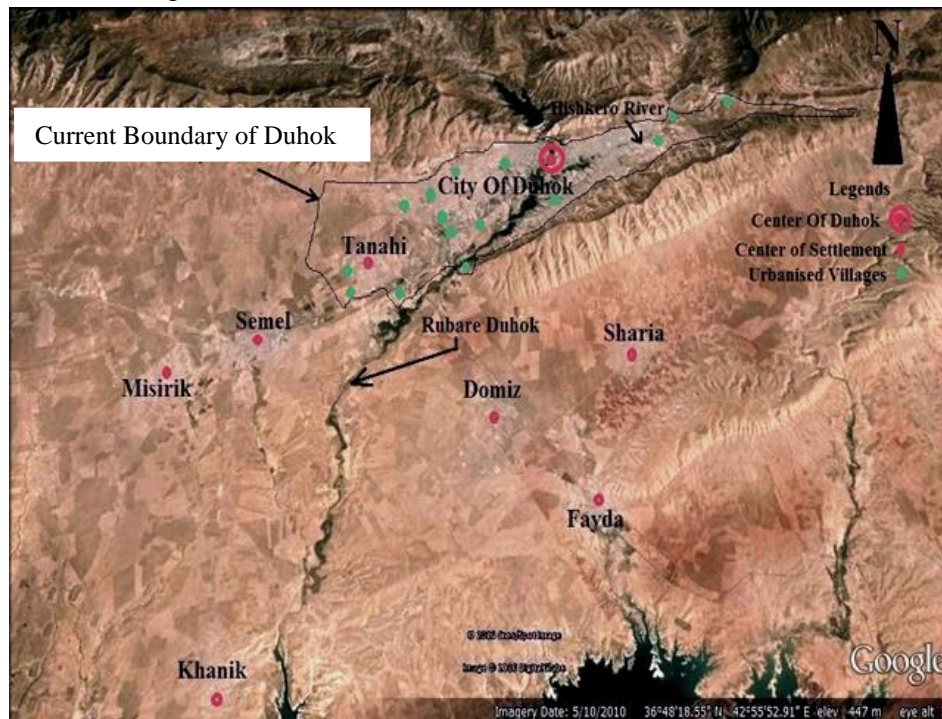 N
Hishkero River
Current Boundary of Duhok
City Of Duhok
Legends
Center Of Duhok
Center of Settlement
Urbanised Villages
Tanahi
Semel
Rubare Duhok
Sharia
Misirik
Domiz
Fayda
Khanik
Google
Imagery Date: 5/10/2010 36°48'18.55" N, 42°55'52.91" E elev 447 m eye alt